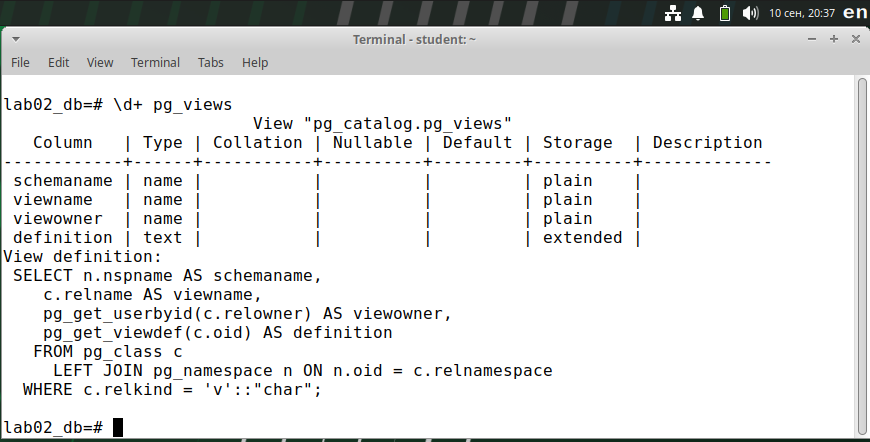 10 сен, 20:37 en
Terminal - student: ~
File Edit View Terminal Tabs Help
lab02_db=# \d+ pg_views
                         View "pg_catalog.pg_views"
   Column   | Type | Collation | Nullable | Default | Storage  | Description
------------+------+-----------+----------+---------+----------+-------------
 schemaname | name |           |          |         | plain    |
 viewname   | name |           |          |         | plain    |
 viewowner  | name |           |          |         | plain    |
 definition | text |           |          |         | extended |
View definition:
 SELECT n.nspname AS schemaname,
    c.relname AS viewname,
    pg_get_userbyid(c.relowner) AS viewowner,
    pg_get_viewdef(c.oid) AS definition
   FROM pg_class c
     LEFT JOIN pg_namespace n ON n.oid = c.relnamespace
  WHERE c.relkind = 'v'::"char";
lab02_db=#